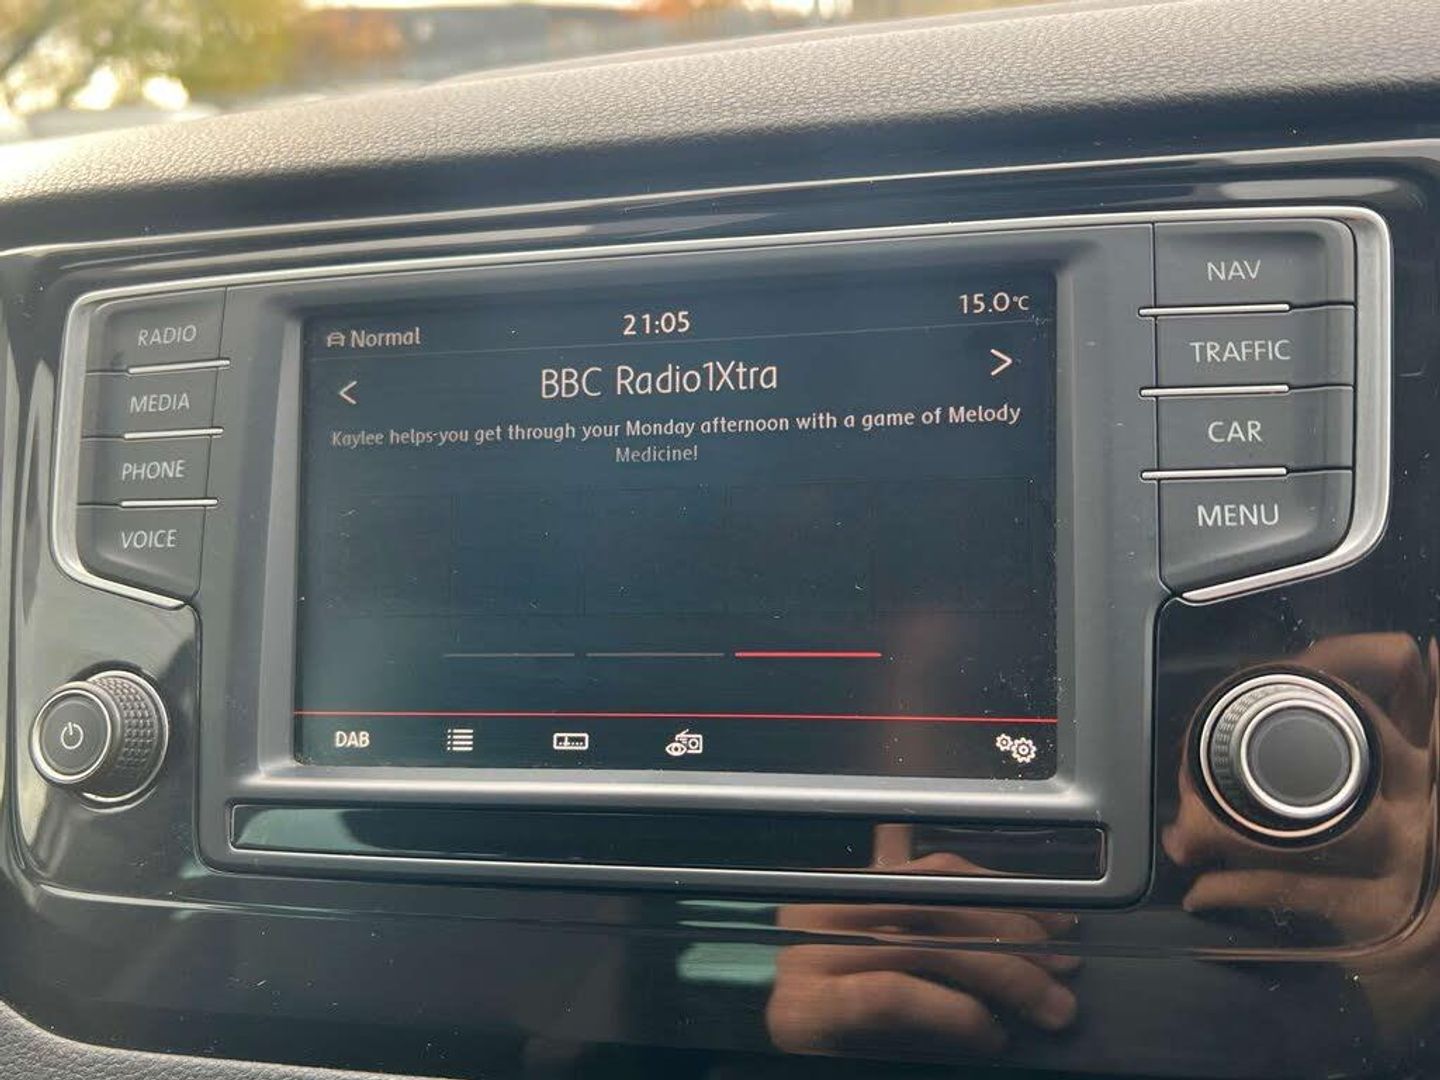 Normal
21:05
15.0°C
RADIO
MEDIA
PHONE
VOICE
< BBC Radio1Xtra >
Kaylee helps-you get through your Monday afternoon with a game of Melody
Medicine!
DAB
NAV
TRAFFIC
CAR
MENU